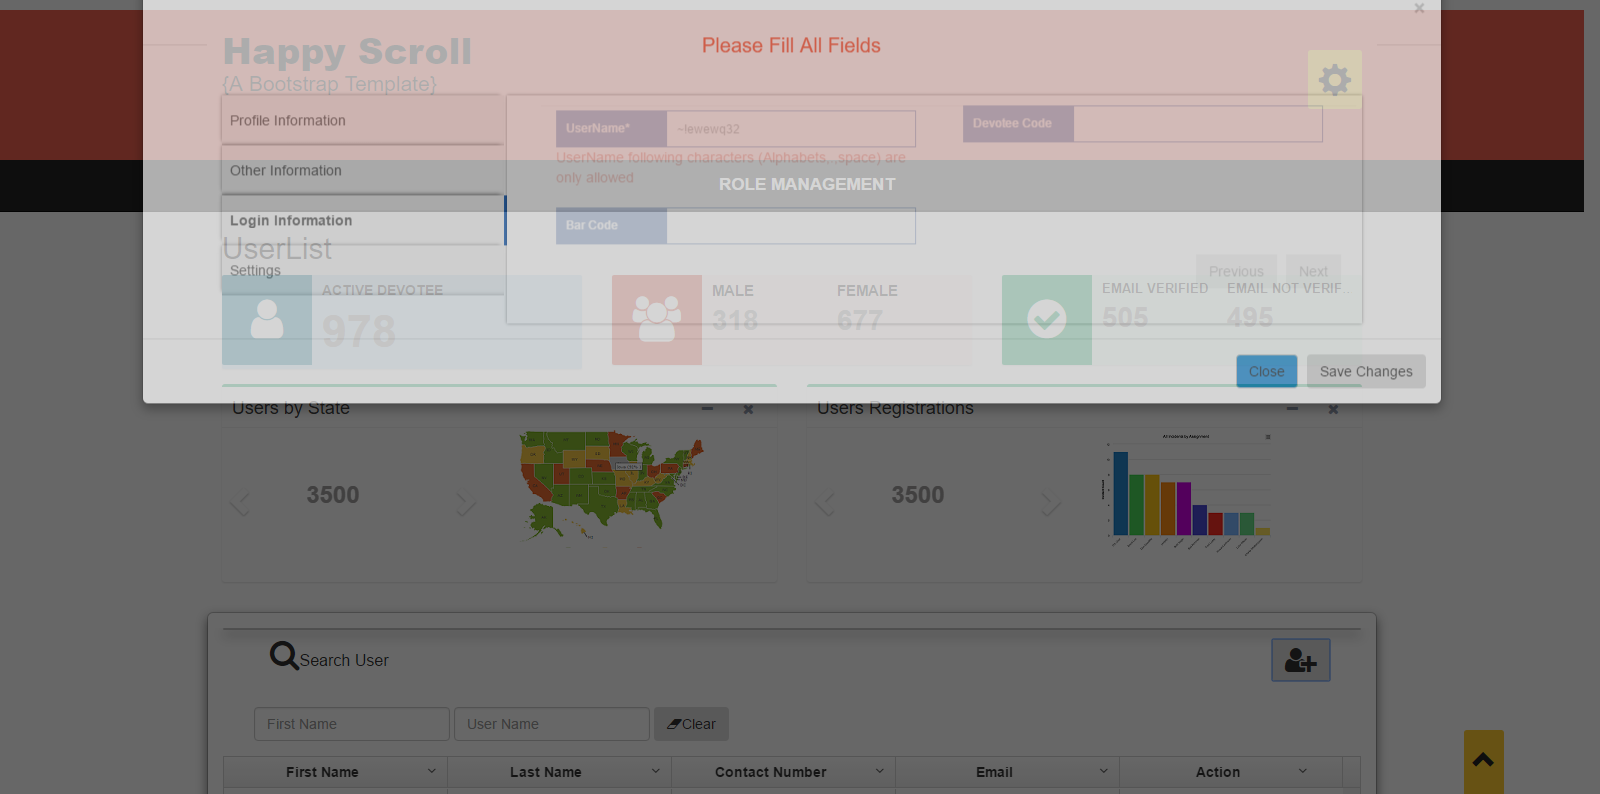 ×
Happy Scroll
Please Fill All Fields
{A Bootstrap Template}
Profile Information
UserName*
~lewewq32
Devotee Code
UserName following characters (Alphabets,.,space) are
only allowed
Other Information
ROLE MANAGEMENT
Login Information
Bar Code
UserList
Settings
Previous
Next
ACTIVE DEVOTEE
978
MALE
318
FEMALE
677
EMAIL VERIFIED
505
EMAIL NOT VERIF...
495
Close
Save Changes
Users by State
Users Registrations
3500
3500
Search User
First Name
User Name
Clear
First Name
Last Name
Contact Number
Email
Action